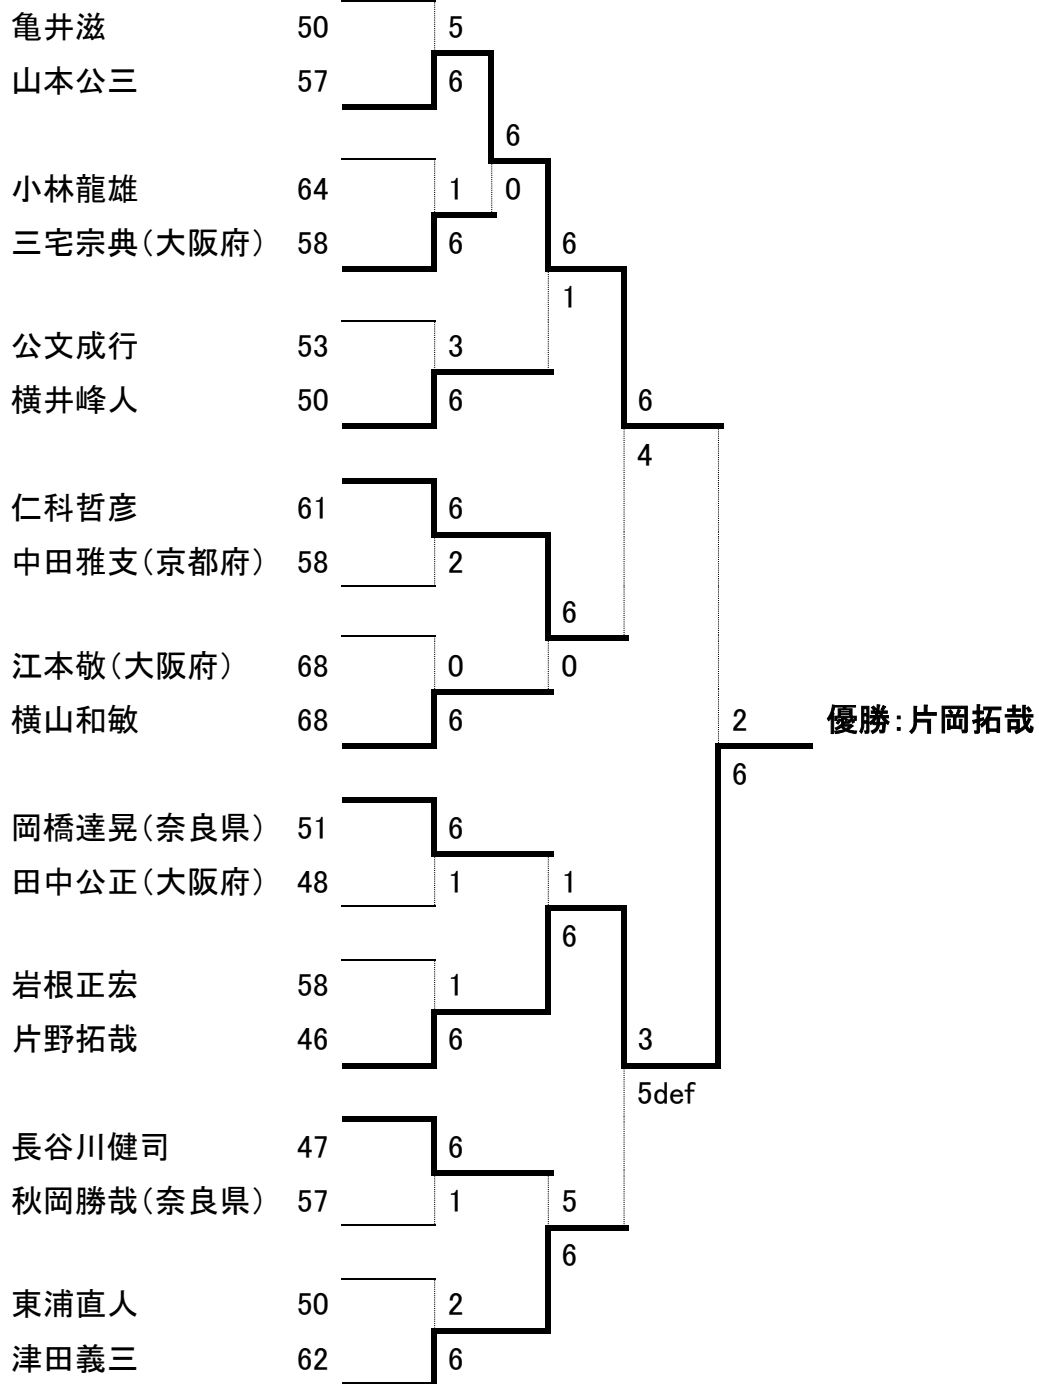 亀井滋 50 5
山本公三 57 6
6
小林龍雄 64 1 0
三宅宗典(大阪府) 58 6 6
1
公文成行 53 3
横井峰人 50 6 6
4
仁科哲彦 61 6
中田雅支(京都府) 58 2
6
江本敬(大阪府) 68 0 0
横山和敏 68 6 2 優勝:片岡拓哉
6
岡橋達晃(奈良県) 51 6
田中公正(大阪府) 48 1 1
6
岩根正宏 58 1
片野拓哉 46 6 3
5def
長谷川健司 47 6
秋岡勝哉(奈良県) 57 1 5
6
東浦直人 50 2
津田義三 62 6